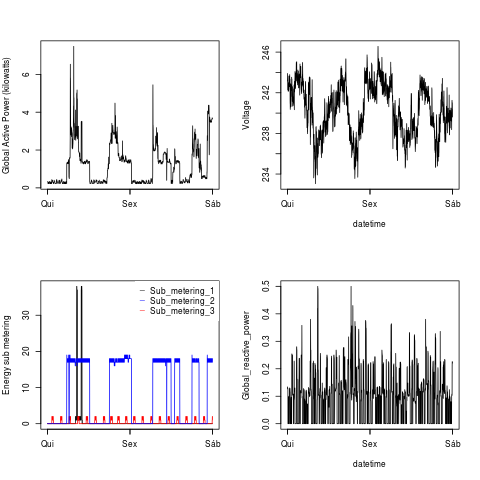 Global Active Power (kilowatts)
0 2 4 6
Qui Sex Sáb
Voltage
234 238 242 246
Qui Sex Sáb
datetime
Energy sub metering
0 10 20 30
Sub_metering_1
Sub_metering_2
Sub_metering_3
Qui Sex Sáb
Global_reactive_power
0.0 0.1 0.2 0.3 0.4 0.5
Qui Sex Sáb
datetime